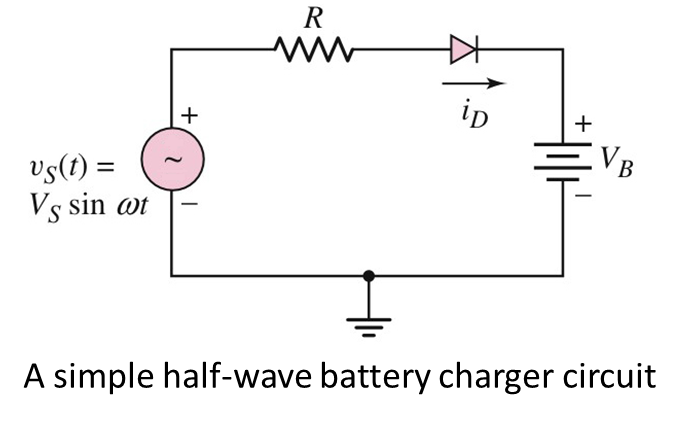 R
+
i_D
+
V_B
v_S(t) =
~
V_S sin ωt
−
−
A simple half-wave battery charger circuit